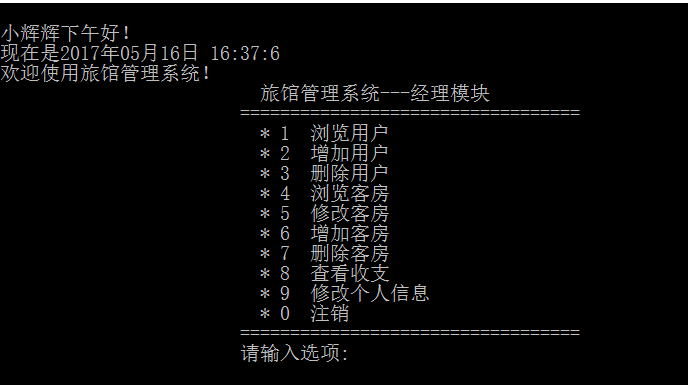 小辉辉下午好!
现在是2017年05月16日 16:37:6
欢迎使用旅馆管理系统!
旅馆管理系统---经理模块
==================================
* 1 浏览用户
* 2 增加用户
* 3 删除用户
* 4 浏览客房
* 5 修改客房
* 6 增加客房
* 7 删除客房
* 8 查看收支
* 9 修改个人信息
* 0 注销
==================================
请输入选项: